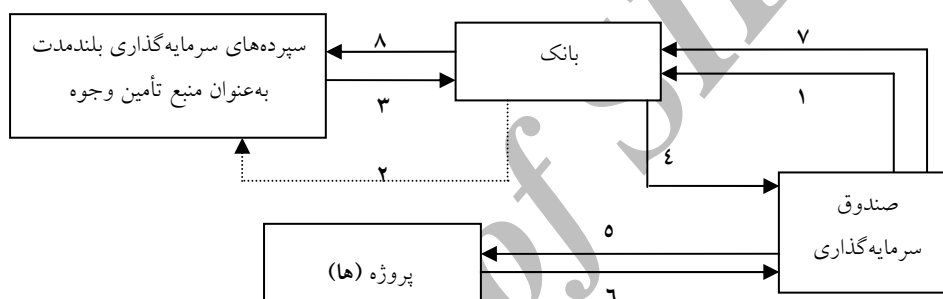 سپرده‌های سرمایه‌گذاری بلندمدت
به‌عنوان منبع تأمین وجوه
۸
۳
بانک
۷
۱
۲
۴
صندوق
سرمایه‌گذاری
۵
پروژه (ها)
۶